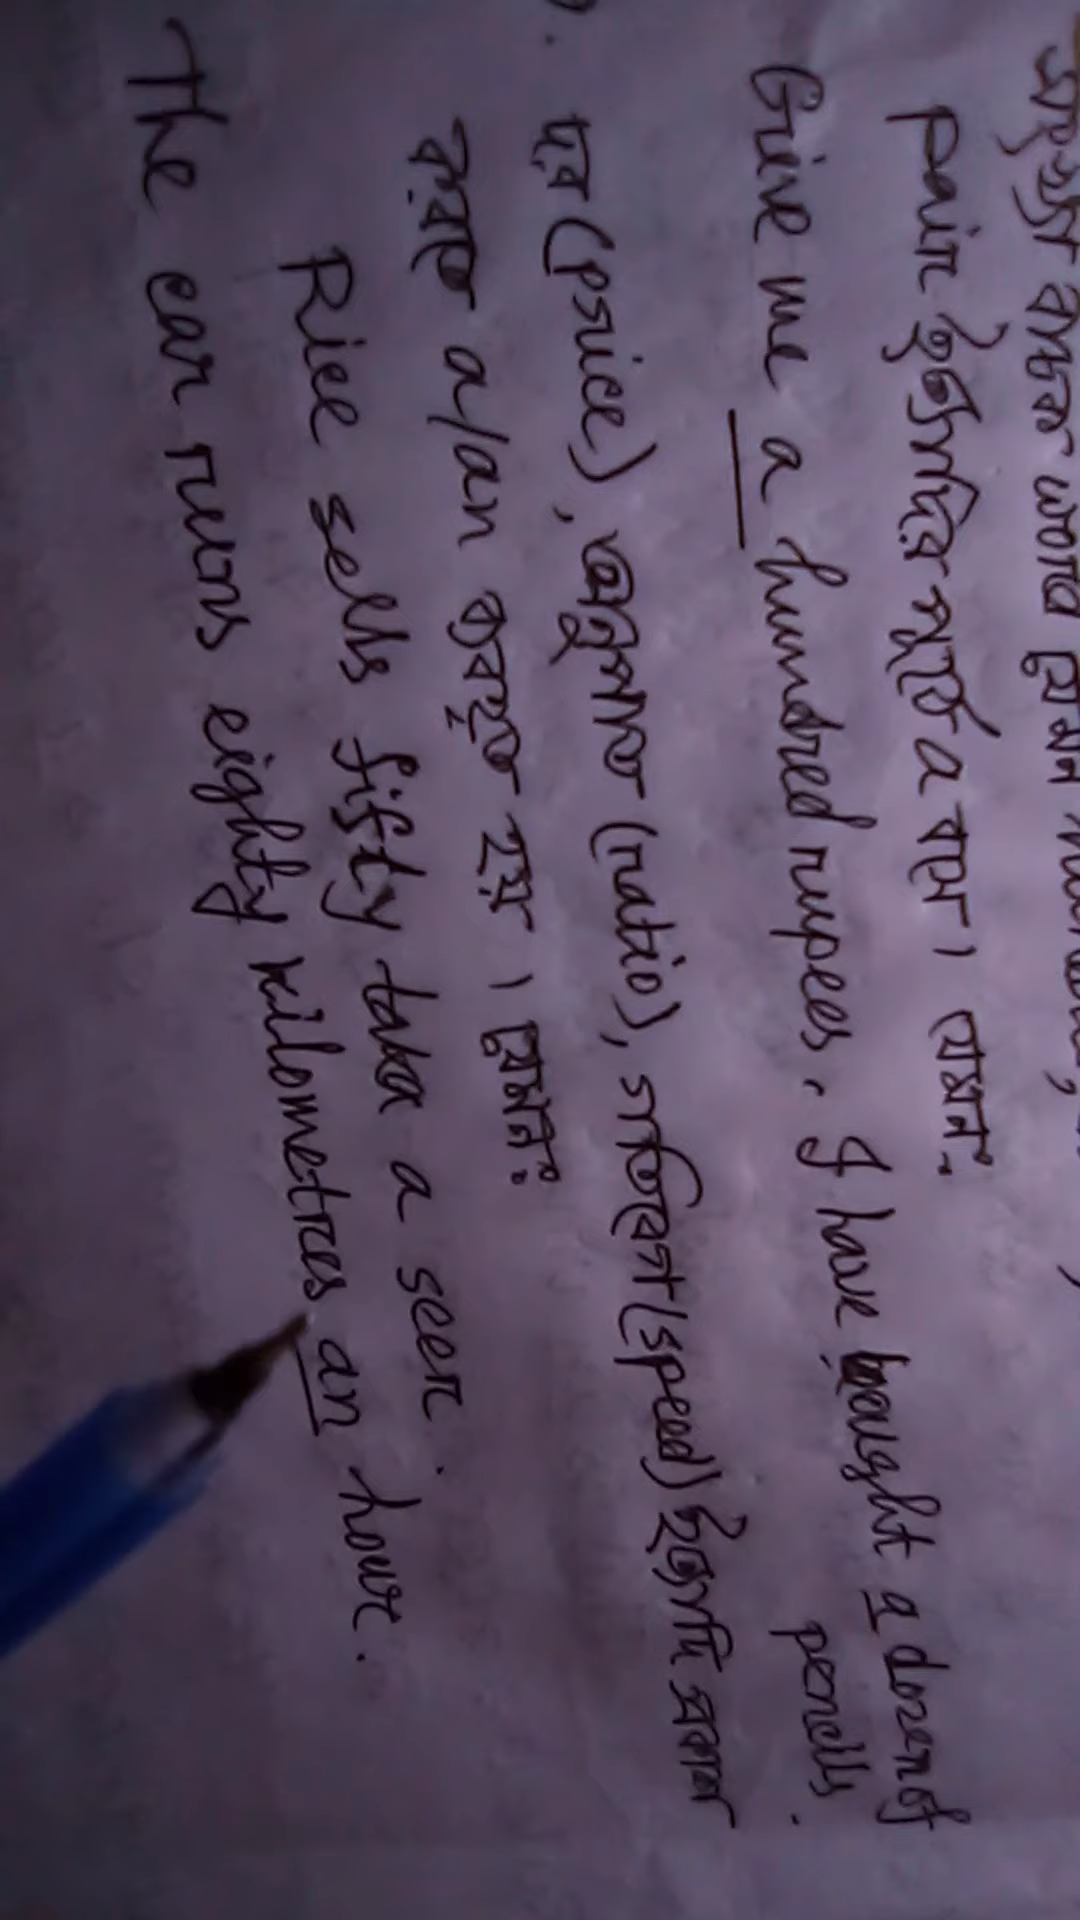 সংখ্যা বাচক শব্দের যেমন hundred,
pair ইত্যাদির পূর্বে a বসে। যেমন:
Give me a hundred rupees. I have bought a dozen of
pencils.
দর (price), অনুপাত (ratio), গতিবেগ (speed) ইত্যাদি প্রকাশ
করতে a/an ব্যবহৃত হয়। যেমন:
Rice sells fifty taka a seer.
The car runs eighty kilometres an hour.